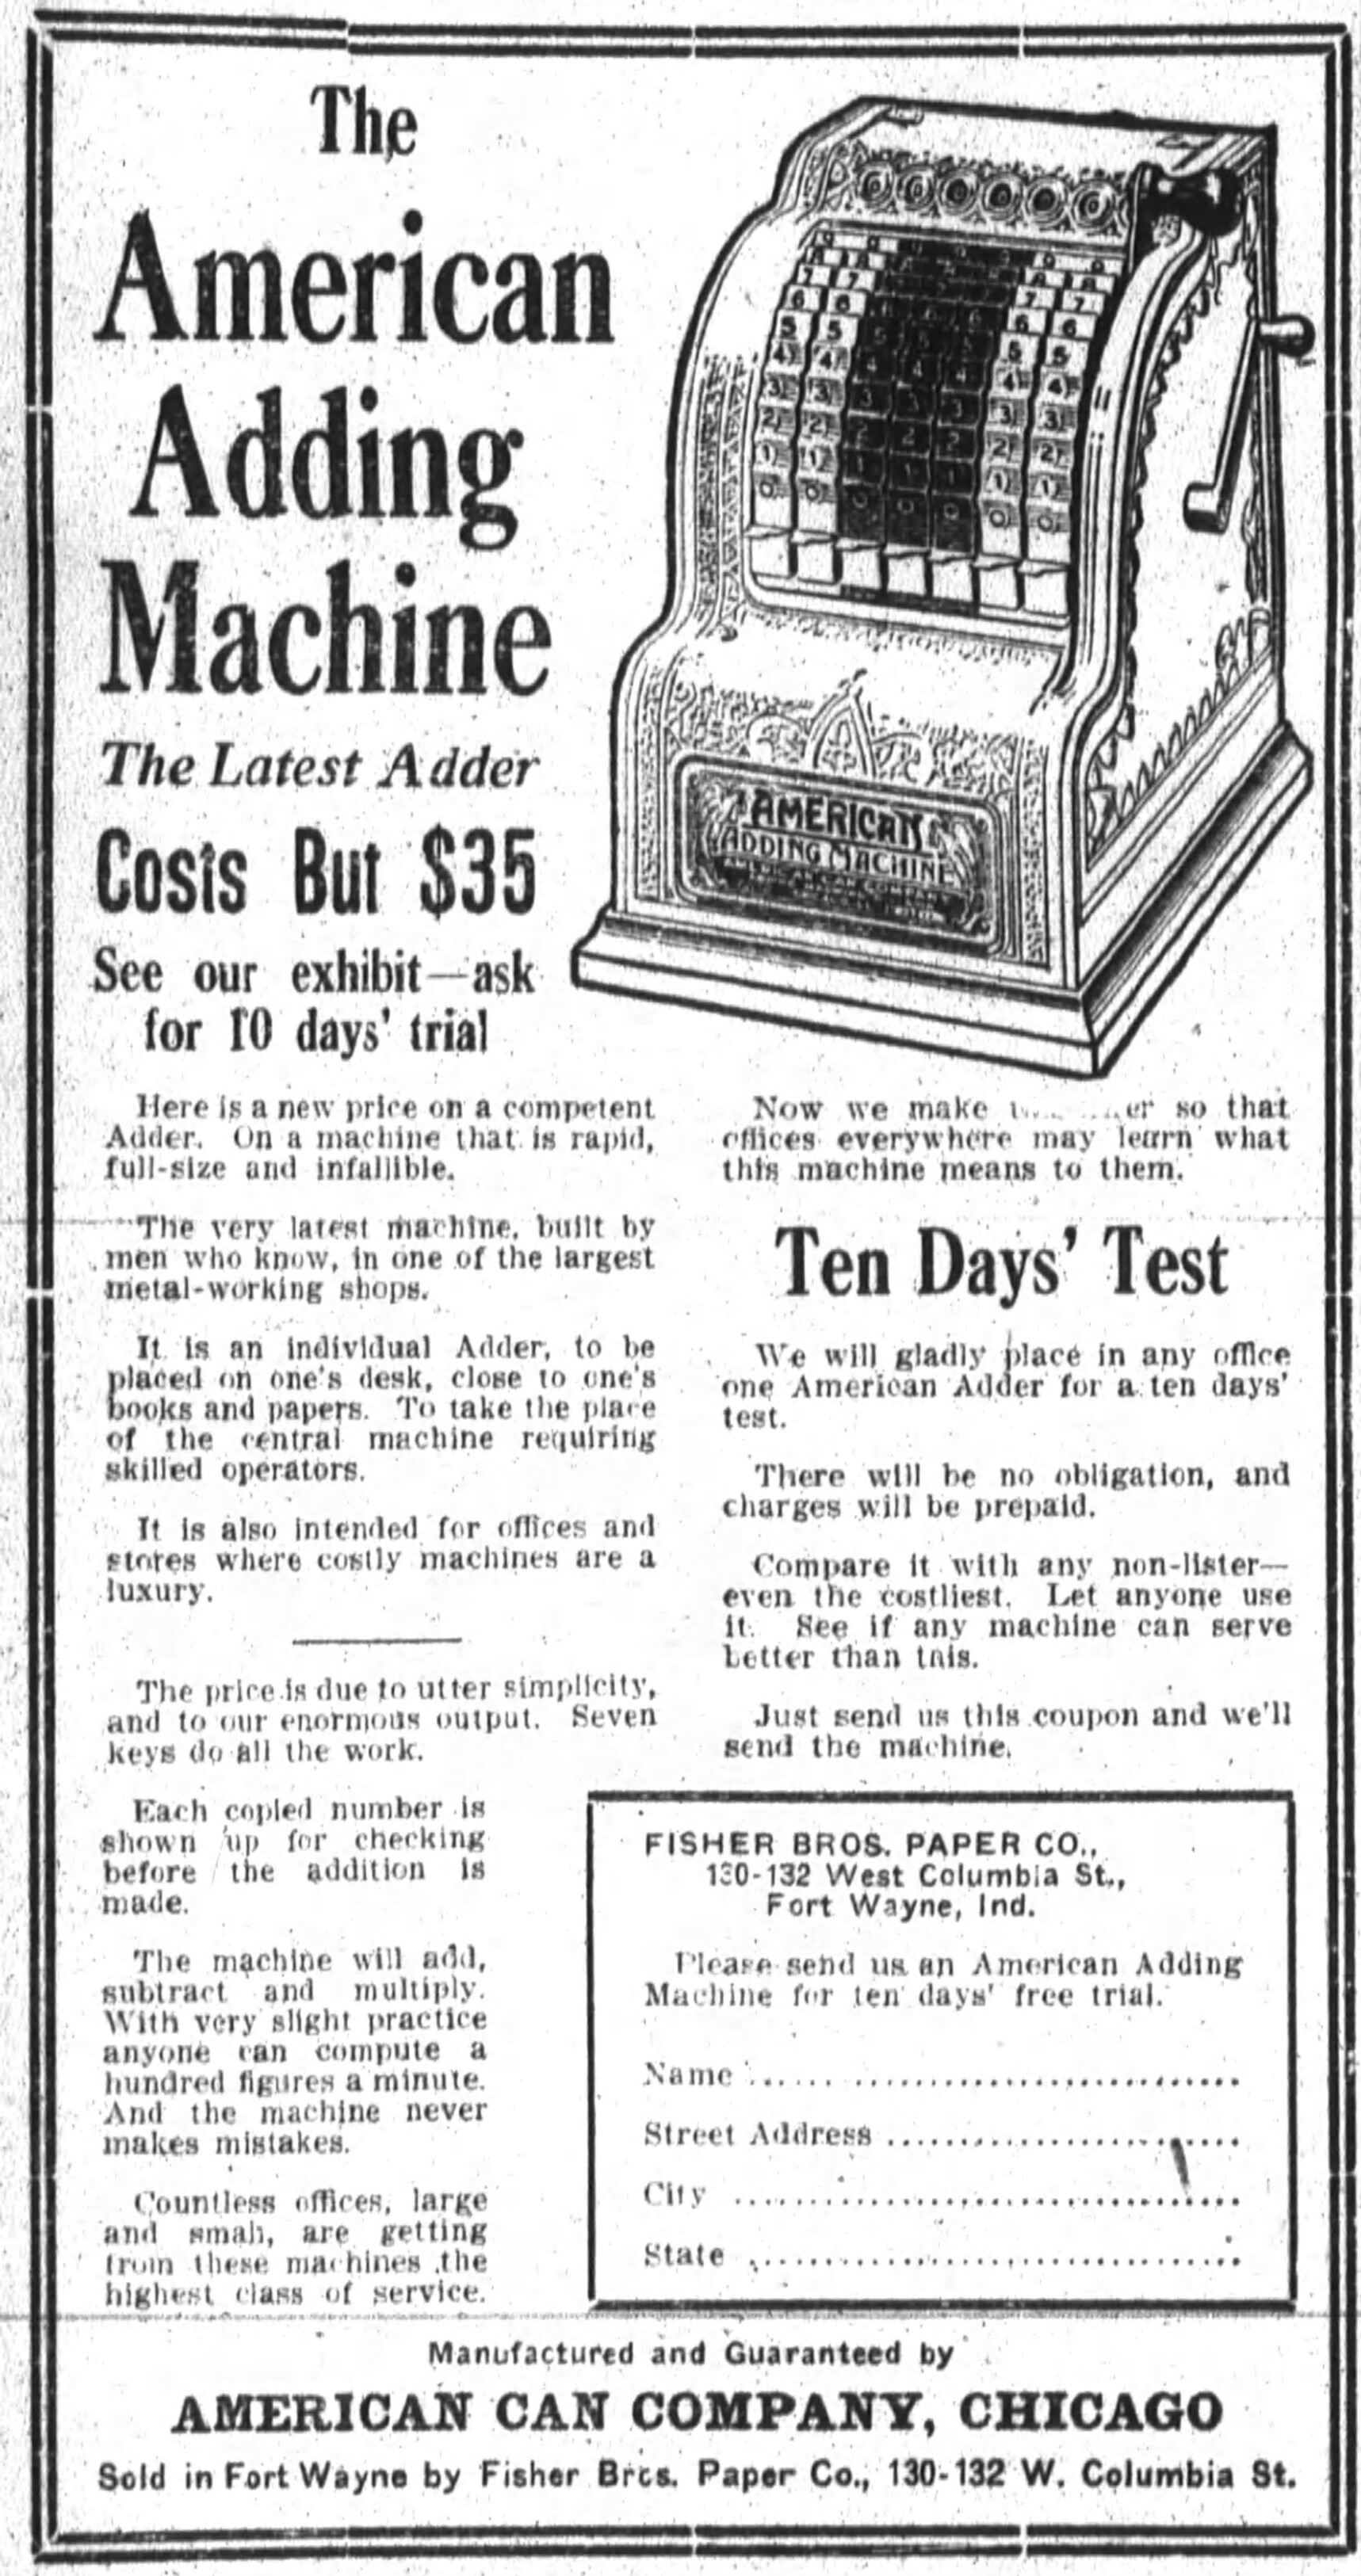 The
American
Adding
Machine
The Latest Adder
Costs But $35
See our exhibit—ask
for 10 days' trial
AMERICAN
ADDING MACHINE
Here is a new price on a competent
Adder. On a machine that is rapid,
full-size and infallible.
The very latest machine, built by
men who know, in one of the largest
metal-working shops.
It is an individual Adder, to be
placed on one's desk, close to one's
books and papers. To take the place
of the central machine requiring
skilled operators.
It is also intended for offices and
stores where costly machines are a
luxury.
The price is due to utter simplicity,
and to our enormous output. Seven
keys do all the work.
Each copied number is
shown up for checking
before the addition is
made.
The machine will add,
subtract and multiply.
With very slight practice
anyone can compute a
hundred figures a minute.
And the machine never
makes mistakes.
Countless offices, large
and small, are getting
from these machines the
highest class of service.
Now we make so that
offices everywhere may learn what
this machine means to them.
Ten Days' Test
We will gladly place in any office
one American Adder for a ten days'
test.
There will be no obligation, and
charges will be prepaid.
Compare it with any non-lister—
even the costliest. Let anyone use
it. See if any machine can serve
better than this.
Just send us this coupon and we'll
send the machine.
FISHER BROS. PAPER CO.,
130-132 West Columbia St.,
Fort Wayne, Ind.
Please send us an American Adding
Machine for ten days' free trial.
Name
Street Address
City
State
Manufactured and Guaranteed by
AMERICAN CAN COMPANY, CHICAGO
Sold in Fort Wayne by Fisher Bros. Paper Co., 130-132 W. Columbia St.